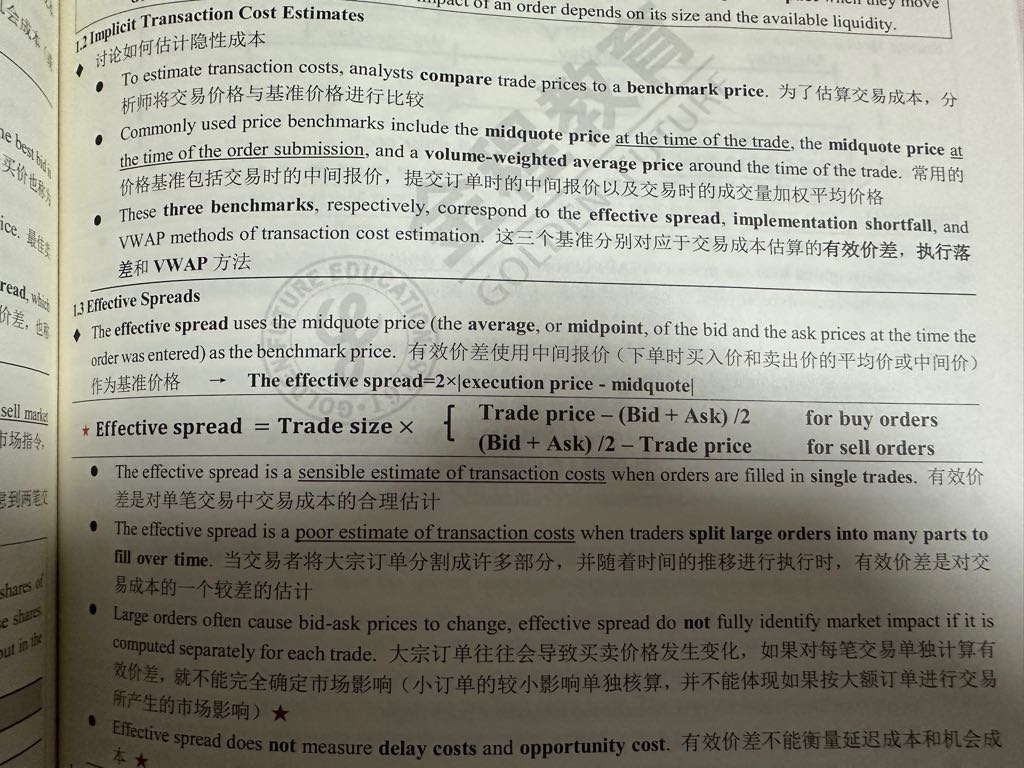 impact of an order depends on its size and the available liquidity.
1.2 Implicit Transaction Cost Estimates
♦ 讨论如何估计隐性成本
● To estimate transaction costs, analysts compare trade prices to a benchmark price. 为了估算交易成本，分
析师将交易价格与基准价格进行比较
● Commonly used price benchmarks include the midquote price at the time of the trade, the midquote price at
the time of the order submission, and a volume-weighted average price around the time of the trade. 常用的
价格基准包括交易时的中间报价，提交订单时的中间报价以及交易时的成交量加权平均价格
● These three benchmarks, respectively, correspond to the effective spread, implementation shortfall, and
VWAP methods of transaction cost estimation. 这三个基准分别对应于交易成本估算的有效价差，执行落
差和 VWAP 方法
1.3 Effective Spreads
♦ The effective spread uses the midquote price (the average, or midpoint, of the bid and the ask prices at the time the
order was entered) as the benchmark price. 有效价差使用中间报价（下单时买入价和卖出价的平均价或中间价）
作为基准价格 → The effective spread=2×|execution price - midquote|
★ Effective spread = Trade size × { Trade price – (Bid + Ask) /2 for buy orders
(Bid + Ask) /2 – Trade price for sell orders
● The effective spread is a sensible estimate of transaction costs when orders are filled in single trades. 有效价
差是对单笔交易中交易成本的合理估计
● The effective spread is a poor estimate of transaction costs when traders split large orders into many parts to
fill over time. 当交易者将大宗订单分割成许多部分，并随着时间的推移进行执行时，有效价差是对交
易成本的一个较差的估计
● Large orders often cause bid-ask prices to change, effective spread do not fully identify market impact if it is
computed separately for each trade. 大宗订单往往会导致买卖价格发生变化，如果对每笔交易单独计算有
效价差，就不能完全确定市场影响（小订单的较小影响单独核算，并不能体现如果按大额订单进行交易
所产生的市场影响）★
● Effective spread does not measure delay costs and opportunity cost. 有效价差不能衡量延迟成本和机会成
本 ★